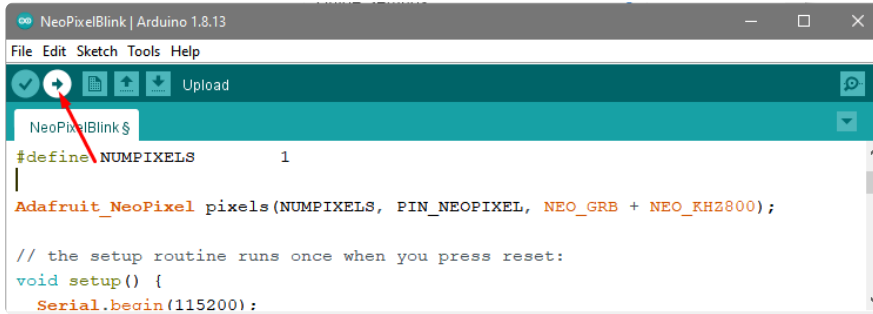 NeoPixelBlink | Arduino 1.8.13
File Edit Sketch Tools Help
Upload
NeoPixelBlink §
#define NUMPIXELS        1
Adafruit_NeoPixel pixels(NUMPIXELS, PIN_NEOPIXEL, NEO_GRB + NEO_KHZ800);
// the setup routine runs once when you press reset:
void setup() {
  Serial.begin(115200);